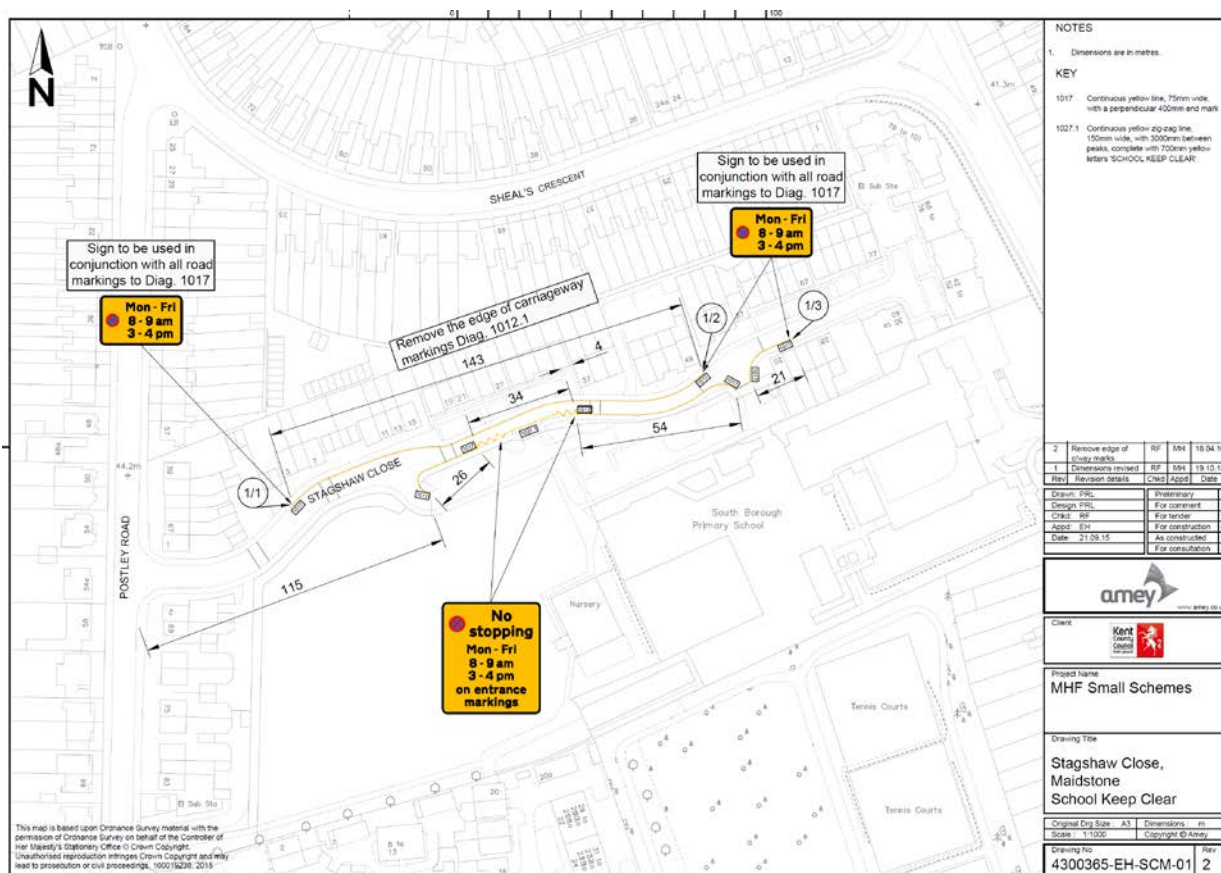 0
100
N
TCB
SHEAL'S CRESCENT
41.3m
79 to 101
El Sub Sta
Sign to be used in
conjunction with all road
markings to Diag. 1017
Mon - Fri
8 - 9 am
3 - 4 pm
Sign to be used in
conjunction with all road
markings to Diag. 1017
Mon - Fri
8 - 9 am
3 - 4 pm
Remove the edge of carriageway
markings Diag. 1012.1
143
4
34
1/2
1/3
21
54
26
1/1
STAGSHAW CLOSE
44.2m
POSTLEY ROAD
115
South Borough
Primary School
Nursery
No
stopping
Mon - Fri
8 - 9 am
3 - 4 pm
on entrance
markings
Tennis Courts
Tennis Courts
El Sub Sta
This map is based upon Ordnance Survey material with the
permission of Ordnance Survey on behalf of the Controller of
Her Majesty's Stationery Office © Crown Copyright.
Unauthorised reproduction infringes Crown Copyright and may
lead to prosecution or civil proceedings. 100019238, 2015
NOTES
1. Dimensions are in metres.
KEY
1017 Continuous yellow line, 75mm wide,
with a perpendicular 400mm end mark
1027.1 Continuous yellow zig-zag line,
150mm wide, with 3000mm between
peaks, complete with 700mm yellow
letters 'SCHOOL KEEP CLEAR'
2 Remove edge of c/way marks RF MH
1 Dimensions revised RF MH
Rev Revision details Chkd Appd Date
Drawn: PRL Preliminary
Design: PRL For comment
Chkd: RF For tender
Appd: EH For construction
Date: 21.09.15 As constructed
For consultation
amey
Client
Kent
County
Council
Project Name
MHF Small Schemes
Drawing Title
Stagshaw Close,
Maidstone
School Keep Clear
Original Drg Size : A3 Dimensions : m
Scale : 1:1000 Copyright © Amey
Drawing No Rev
4300365-EH-SCM-01 2